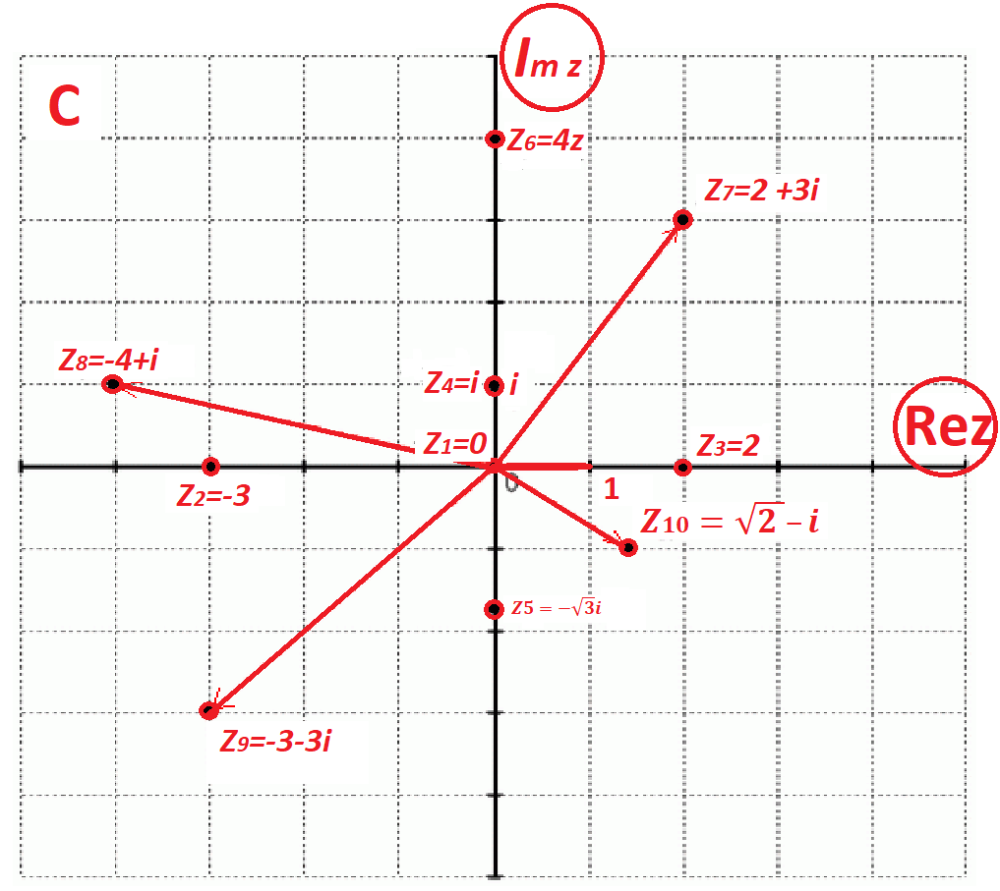 Im z
C
Z6=4z
Z7=2 +3i
Z8=-4+i
Z4=i
i
Rez
Z1=0
Z3=2
0
1
Z2=-3
Z10 = √2 - i
Z5 = -√3i
Z9=-3-3i